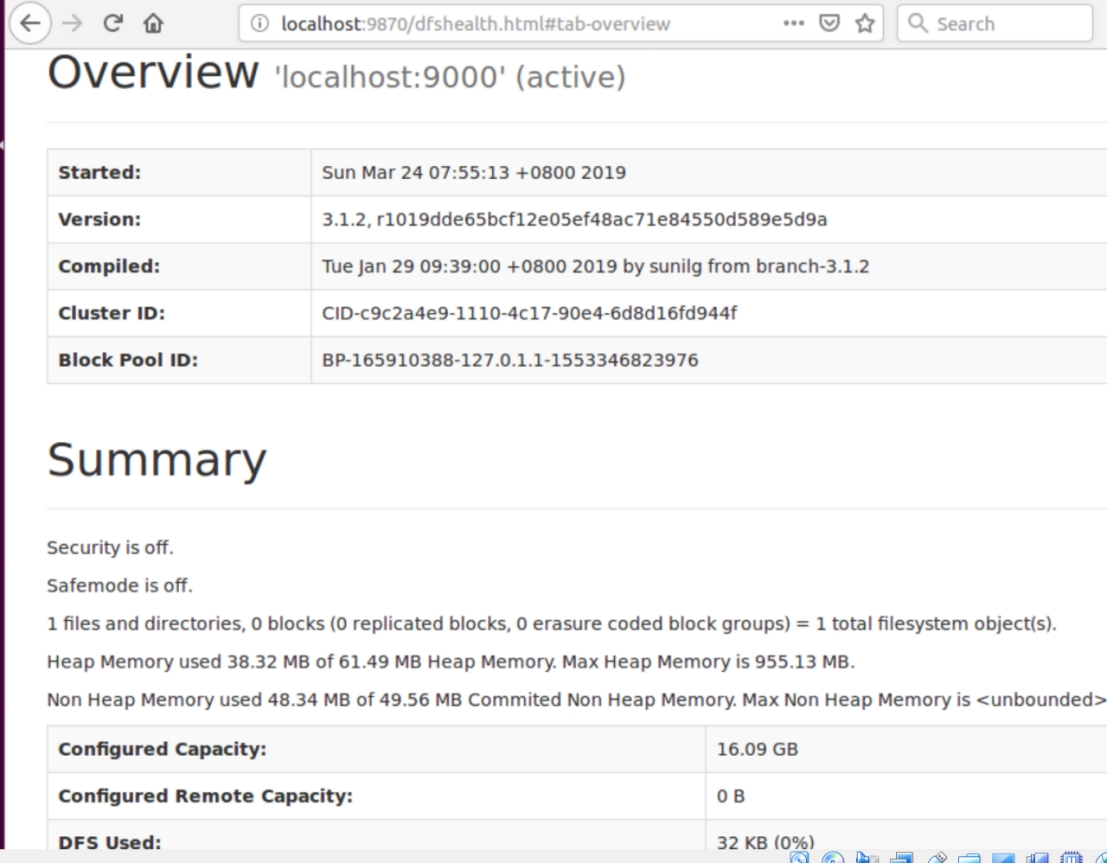 localhost:9870/dfshealth.html#tab-overview
Search
Overview 'localhost:9000' (active)
Started: Sun Mar 24 07:55:13 +0800 2019
Version: 3.1.2, r1019dde65bcf12e05ef48ac71e84550d589e5d9a
Compiled: Tue Jan 29 09:39:00 +0800 2019 by sunilg from branch-3.1.2
Cluster ID: CID-c9c2a4e9-1110-4c17-90e4-6d8d16fd944f
Block Pool ID: BP-165910388-127.0.1.1-1553346823976
Summary
Security is off.
Safemode is off.
1 files and directories, 0 blocks (0 replicated blocks, 0 erasure coded block groups) = 1 total filesystem object(s).
Heap Memory used 38.32 MB of 61.49 MB Heap Memory. Max Heap Memory is 955.13 MB.
Non Heap Memory used 48.34 MB of 49.56 MB Commited Non Heap Memory. Max Non Heap Memory is <unbounded>
Configured Capacity: 16.09 GB
Configured Remote Capacity: 0 B
DFS Used: 32 KB (0%)